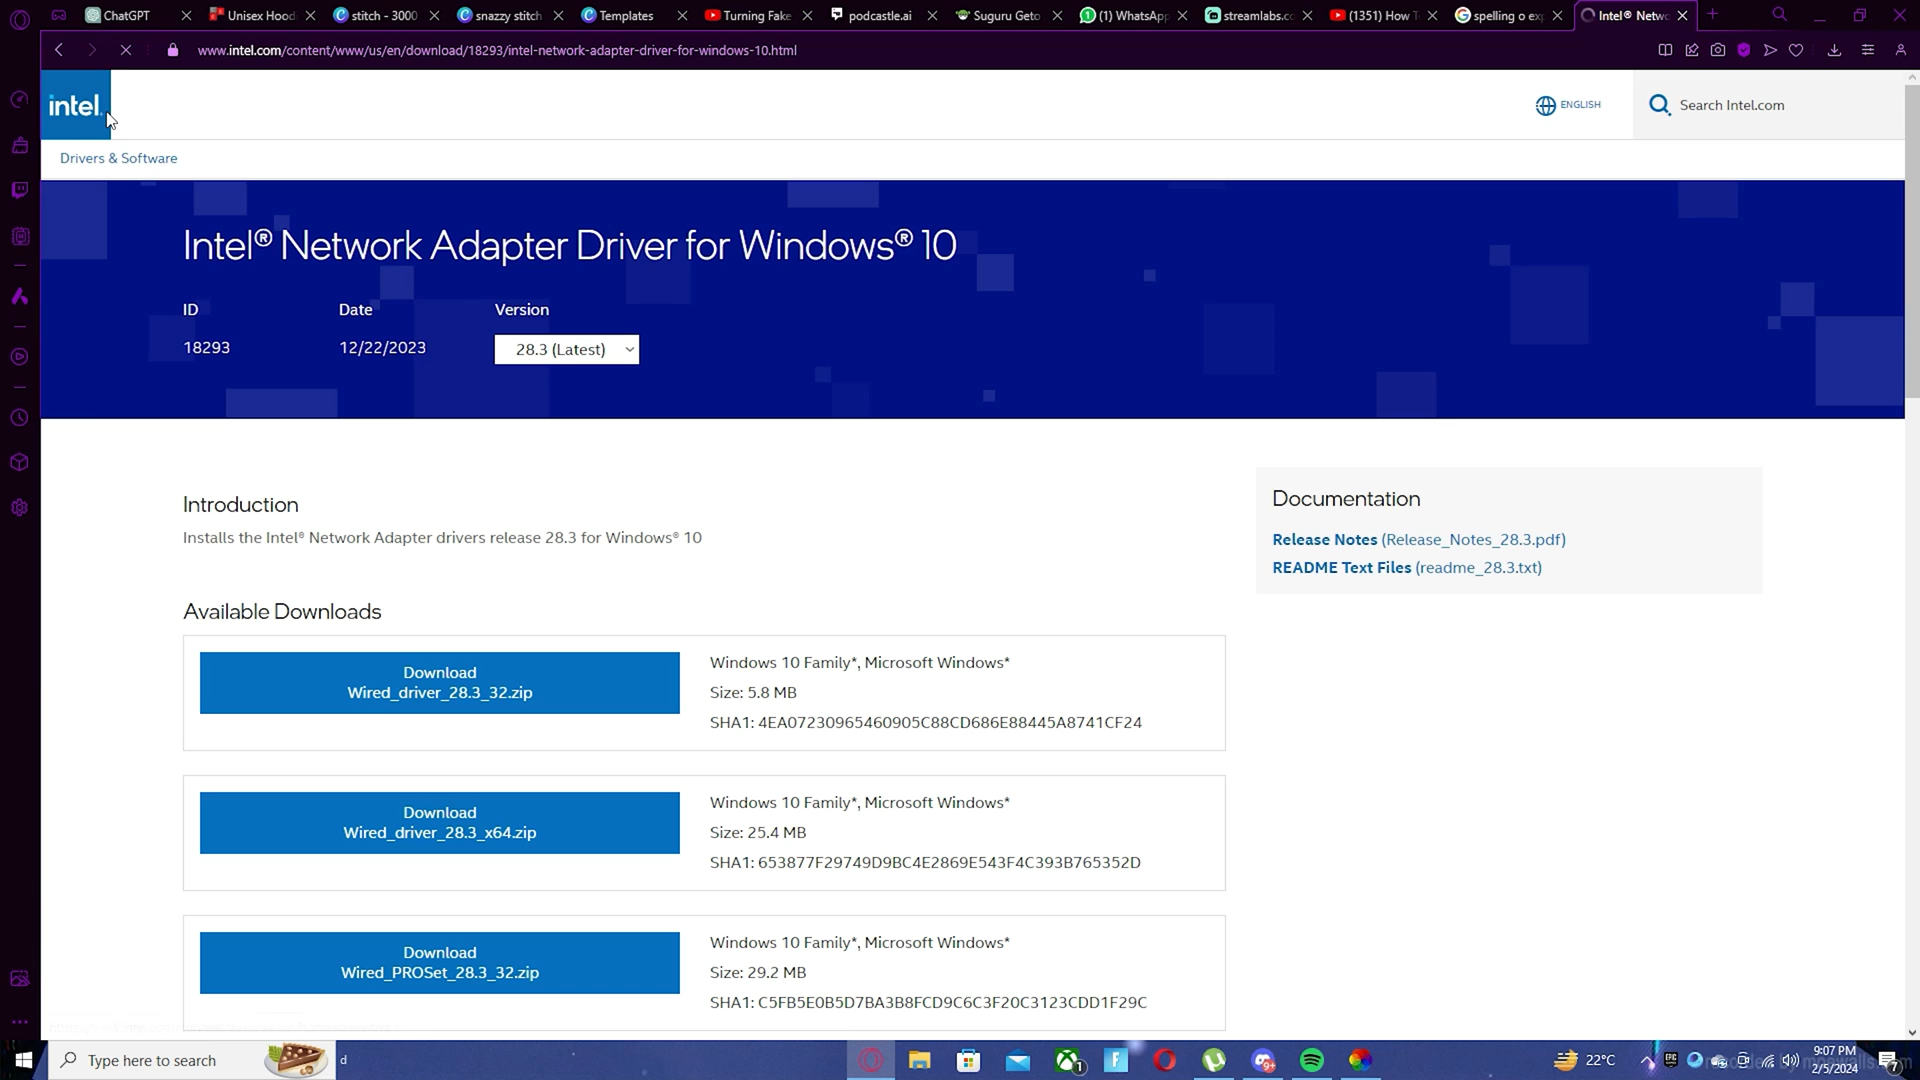 ChatGPT
Unisex Hoodi
stitch - 3000
snazzy stitch
Templates
Turning Fake
podcastle.ai
Suguru Geto
(1) WhatsApp
streamlabs.co
(1351) How T
spelling o exp
Intel® Netwo
www.intel.com/content/www/us/en/download/18293/intel-network-adapter-driver-for-windows-10.html
intel.
ENGLISH
Search Intel.com
Drivers & Software
Intel® Network Adapter Driver for Windows® 10
ID
Date
Version
18293
12/22/2023
28.3 (Latest)
Introduction
Installs the Intel® Network Adapter drivers release 28.3 for Windows® 10
Documentation
Release Notes (Release_Notes_28.3.pdf)
README Text Files (readme_28.3.txt)
Available Downloads
Download
Wired_driver_28.3_32.zip
Windows 10 Family*, Microsoft Windows*
Size: 5.8 MB
SHA1: 4EA07230965460905C88CD686E88445A8741CF24
Download
Wired_driver_28.3_x64.zip
Windows 10 Family*, Microsoft Windows*
Size: 25.4 MB
SHA1: 653877F29749D9BC4E2869E543F4C393B765352D
Download
Wired_PROSet_28.3_32.zip
Windows 10 Family*, Microsoft Windows*
Size: 29.2 MB
SHA1: C5FB5E0B5D7BA3B8FCD9C6C3F20C3123CDD1F29C
Type here to search
d
22°C
9:07 PM
2/5/2024